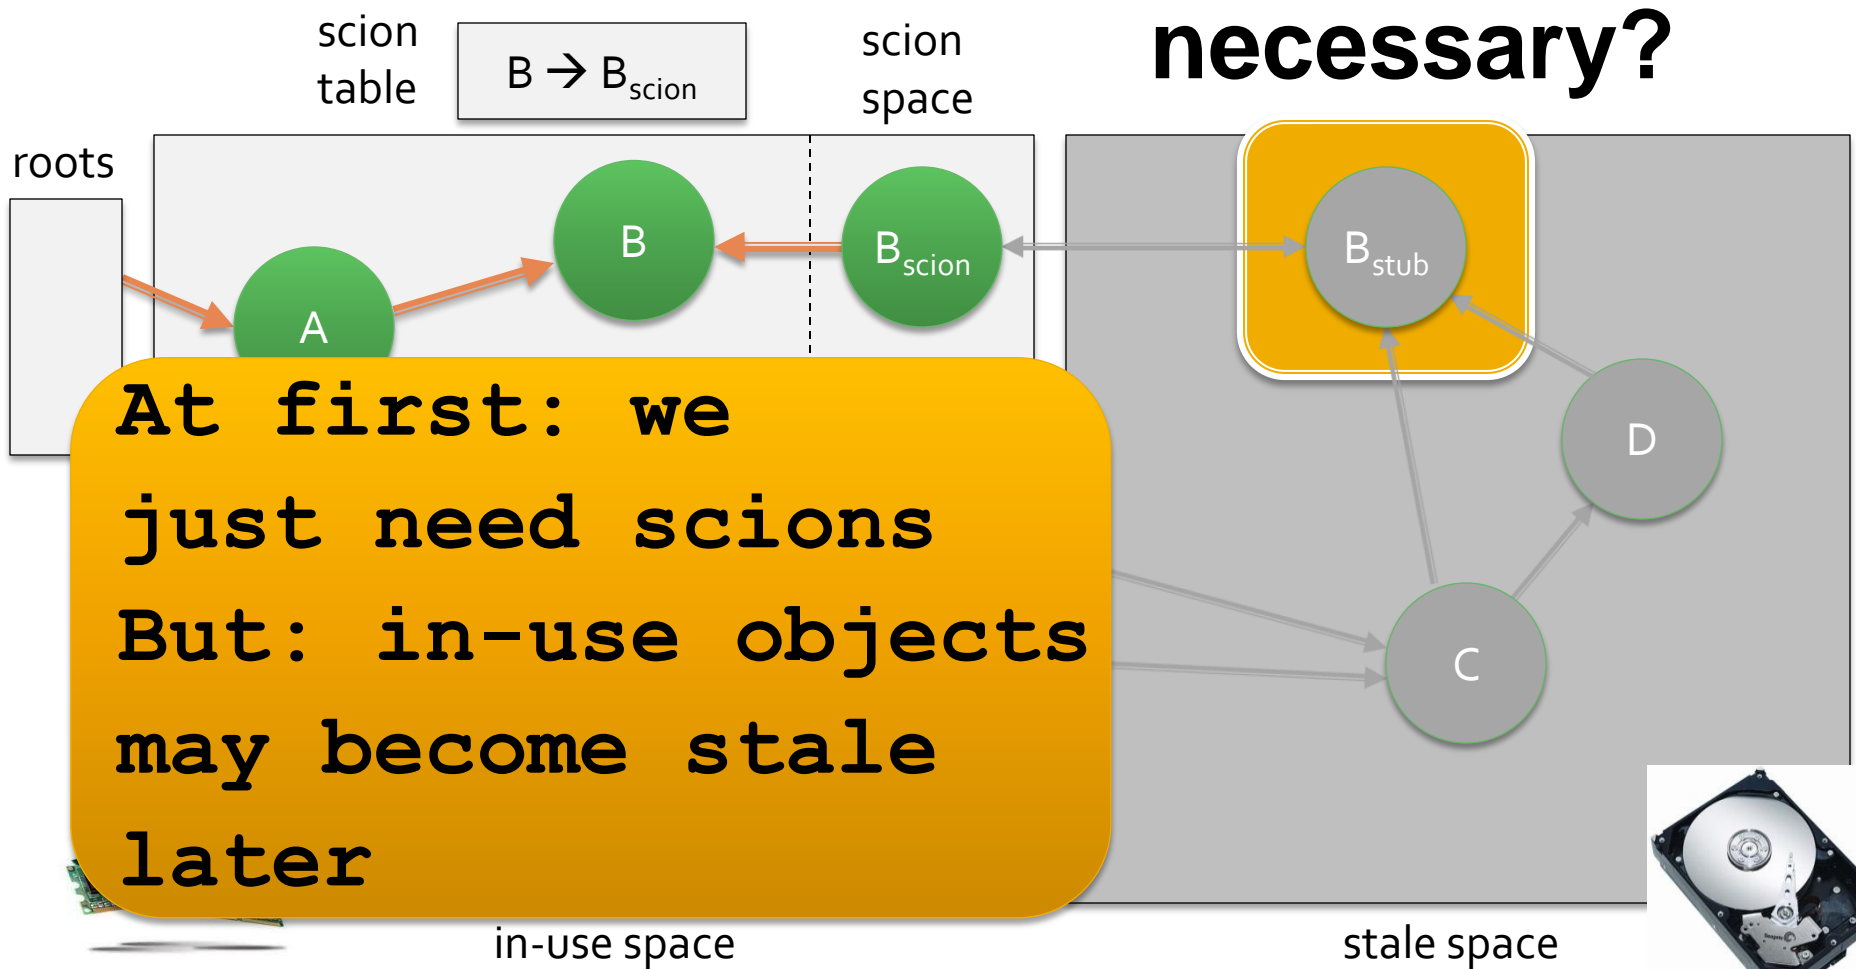 necessary?
scion
table
B → Bscion
scion
space
roots
A
B
Bscion
Bstub
D
C
At first: we
just need scions
But: in-use objects
may become stale
later
in-use space
stale space